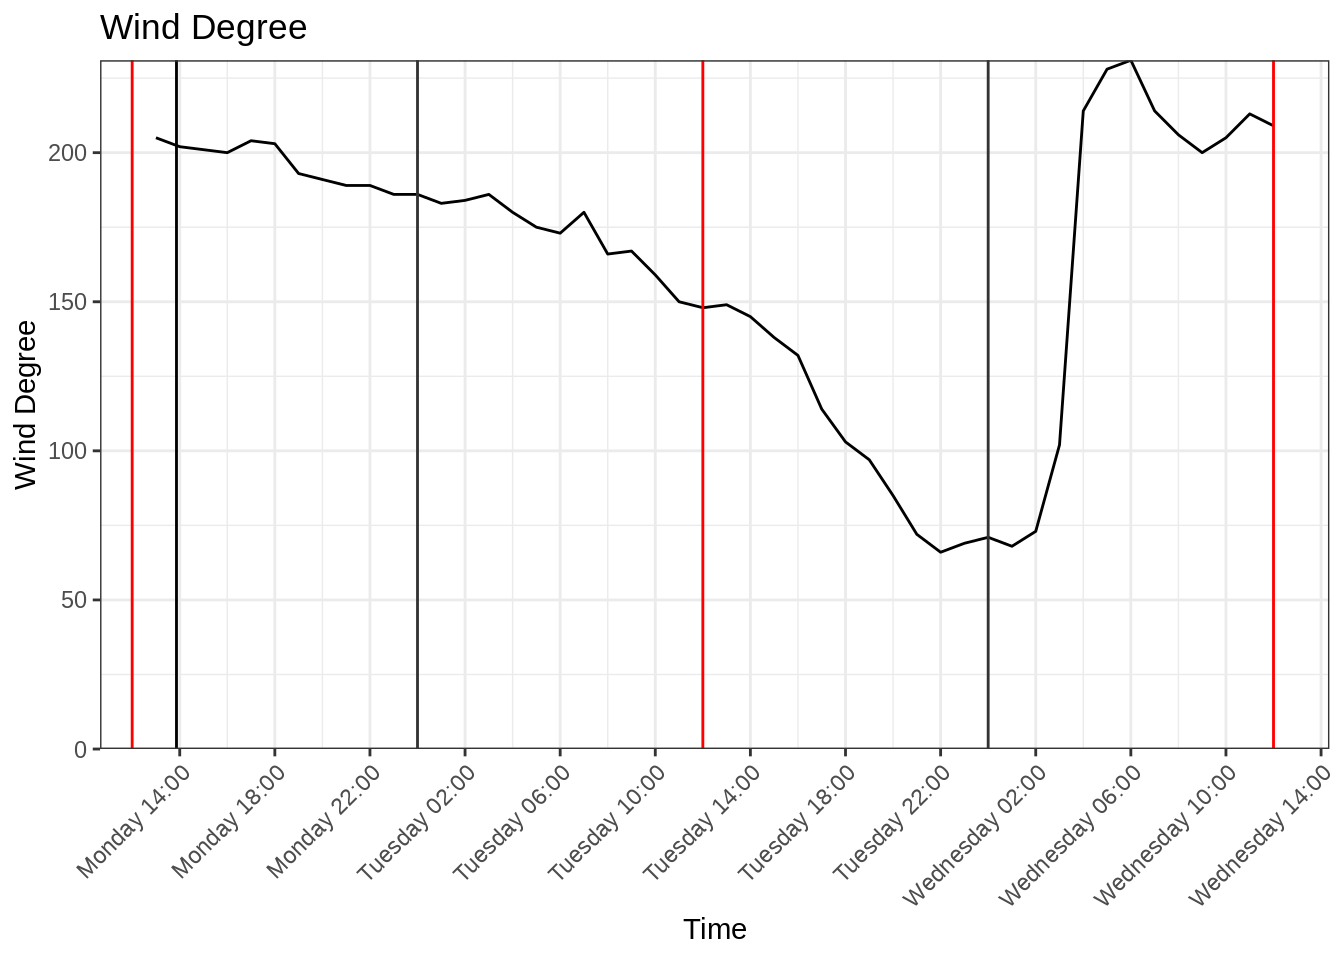 Wind Degree
Wind Degree
200
150
100
50
0
Monday 14:00
Monday 18:00
Monday 22:00
Tuesday 02:00
Tuesday 06:00
Tuesday 10:00
Tuesday 14:00
Tuesday 18:00
Tuesday 22:00
Wednesday 02:00
Wednesday 06:00
Wednesday 10:00
Wednesday 14:00
Time